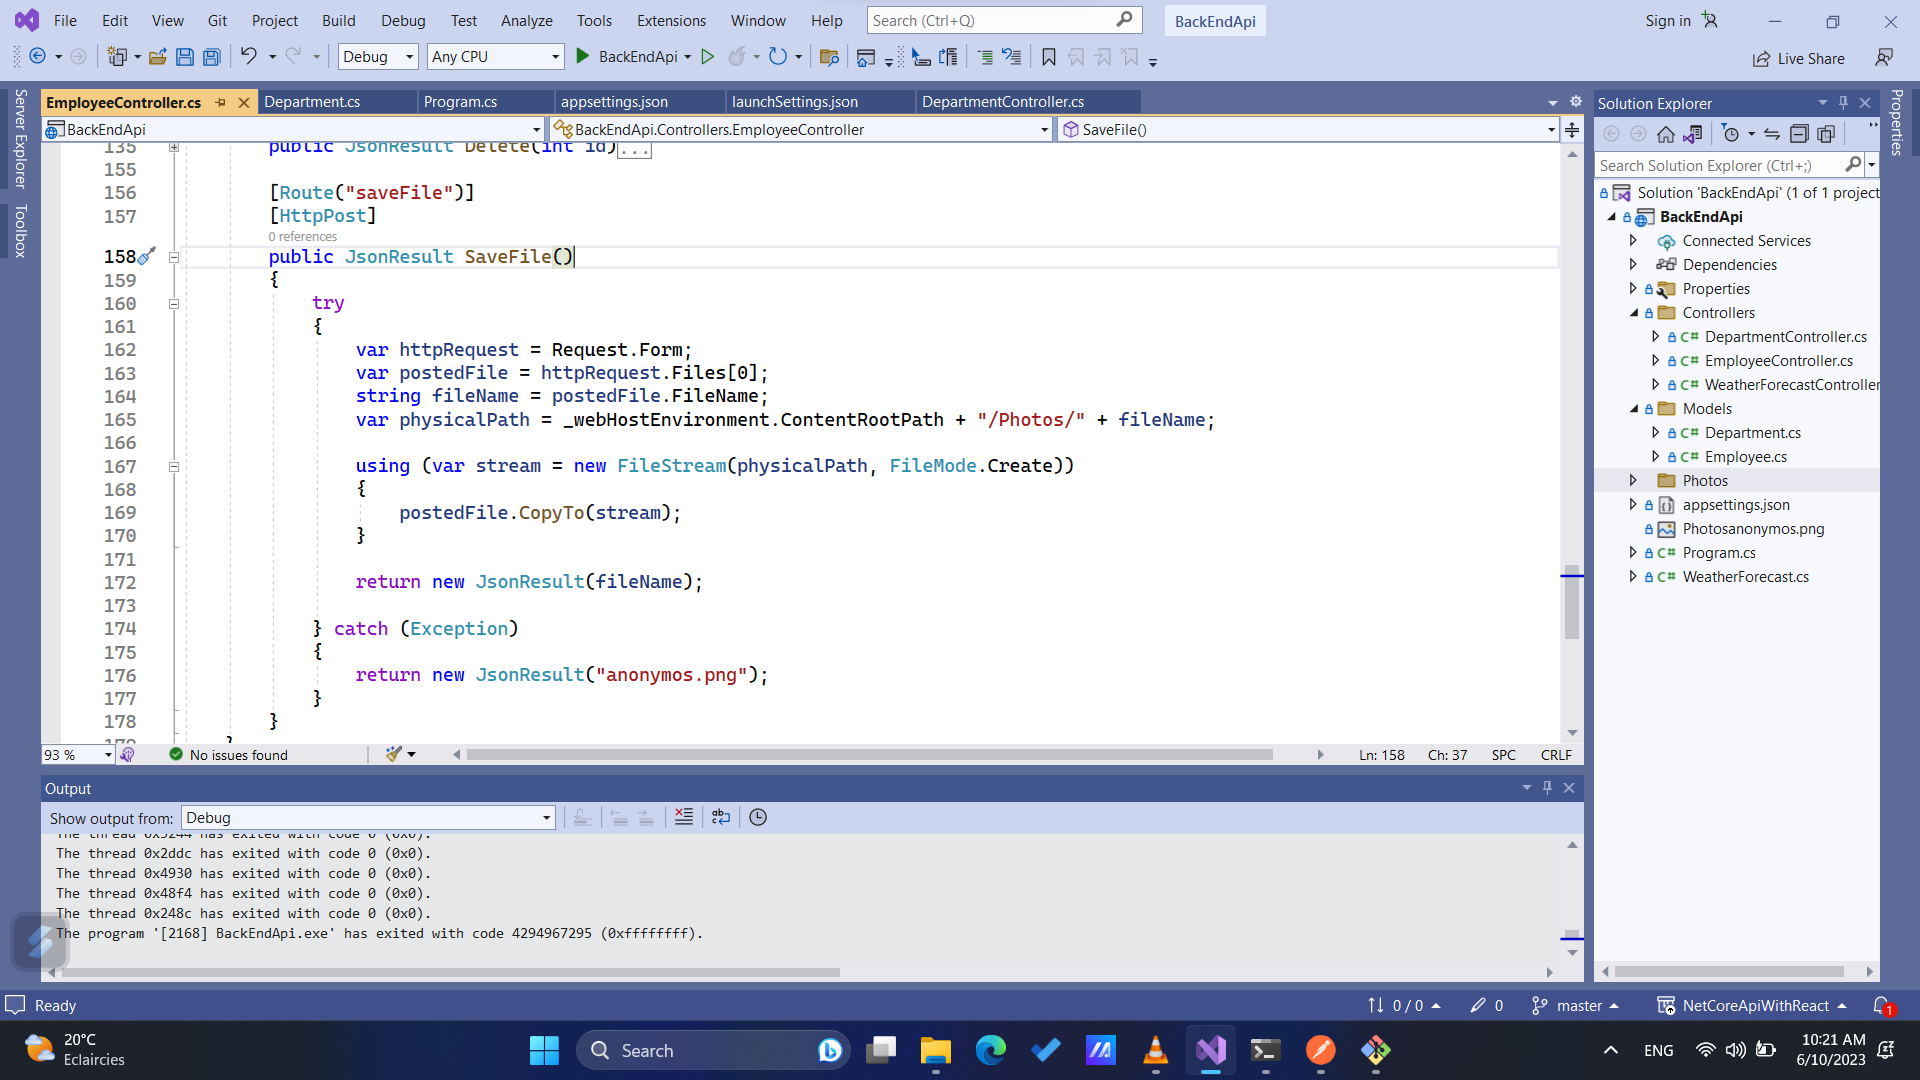 File Edit View Git Project Build Debug Test Analyze Tools Extensions Window Help Search (Ctrl+Q) BackEndApi Sign in
Debug Any CPU BackEndApi Live Share
Server Explorer
Toolbox
EmployeeController.cs Department.cs Program.cs appsettings.json launchSettings.json DepartmentController.cs
BackEndApi BackEndApi.Controllers.EmployeeController SaveFile()
135 public JsonResult Delete(int id)...
155
156 [Route("saveFile")]
157 [HttpPost]
0 references
158 public JsonResult SaveFile()
159 {
160 try
161 {
162 var httpRequest = Request.Form;
163 var postedFile = httpRequest.Files[0];
164 string fileName = postedFile.FileName;
165 var physicalPath = _webHostEnvironment.ContentRootPath + "/Photos/" + fileName;
166
167 using (var stream = new FileStream(physicalPath, FileMode.Create))
168 {
169 postedFile.CopyTo(stream);
170 }
171
172 return new JsonResult(fileName);
173
174 } catch (Exception)
175 {
176 return new JsonResult("anonymos.png");
177 }
178 }
179 }
93 % No issues found Ln: 158 Ch: 37 SPC CRLF
Output
Show output from: Debug
The thread 0x5244 has exited with code 0 (0x0).
The thread 0x2ddc has exited with code 0 (0x0).
The thread 0x4930 has exited with code 0 (0x0).
The thread 0x48f4 has exited with code 0 (0x0).
The thread 0x248c has exited with code 0 (0x0).
The program '[2168] BackEndApi.exe' has exited with code 4294967295 (0xffffffff).
Solution Explorer
Search Solution Explorer (Ctrl+;)
Solution 'BackEndApi' (1 of 1 project
BackEndApi
Connected Services
Dependencies
Properties
Controllers
C# DepartmentController.cs
C# EmployeeController.cs
C# WeatherForecastController
Models
C# Department.cs
C# Employee.cs
Photos
appsettings.json
Photosanonymos.png
C# Program.cs
C# WeatherForecast.cs
Properties
Ready 0 / 0 0 master NetCoreApiWithReact 1
20°C
Eclaircies
Search
ENG
10:21 AM
6/10/2023